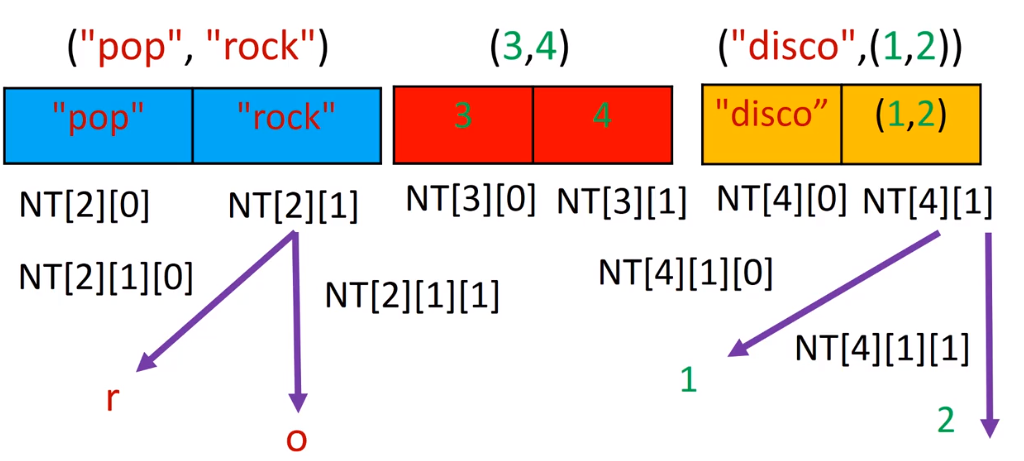 ("pop", "rock") (3,4) ("disco",(1,2))
"pop" "rock" 3 4 "disco” (1,2)
NT[2][0] NT[2][1] NT[3][0] NT[3][1] NT[4][0] NT[4][1]
NT[2][1][0] NT[2][1][1] NT[4][1][0]
NT[4][1][1]
r 1
o 2